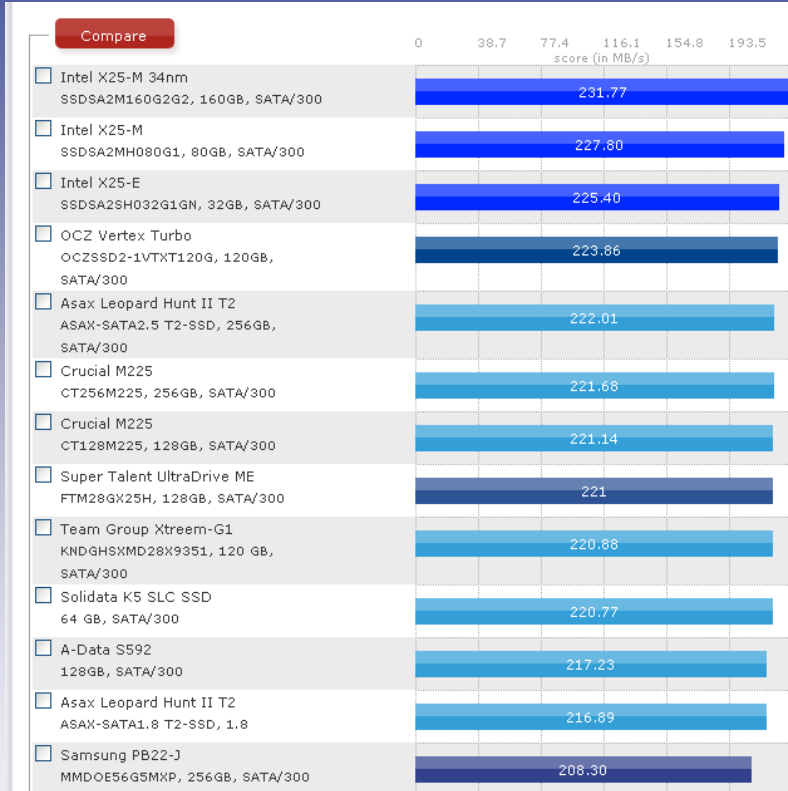 Compare
0 38.7 77.4 116.1 154.8 193.5
score (in MB/s)
Intel X25-M 34nm
SSDSA2M160G2G2, 160GB, SATA/300
231.77
Intel X25-M
SSDSA2MH080G1, 80GB, SATA/300
227.80
Intel X25-E
SSDSA2SH032G1GN, 32GB, SATA/300
225.40
OCZ Vertex Turbo
OCZSSD2-1VTXT120G, 120GB,
SATA/300
223.86
Asax Leopard Hunt II T2
ASAX-SATA2.5 T2-SSD, 256GB,
SATA/300
222.01
Crucial M225
CT256M225, 256GB, SATA/300
221.68
Crucial M225
CT128M225, 128GB, SATA/300
221.14
Super Talent UltraDrive ME
FTM28GX25H, 128GB, SATA/300
221
Team Group Xtreem-G1
KNDGHSXMD28X9351, 120 GB,
SATA/300
220.88
Solidata K5 SLC SSD
64 GB, SATA/300
220.77
A-Data S592
128GB, SATA/300
217.23
Asax Leopard Hunt II T2
ASAX-SATA1.8 T2-SSD, 1.8
216.89
Samsung PB22-J
MMDOE56G5MXP, 256GB, SATA/300
208.30